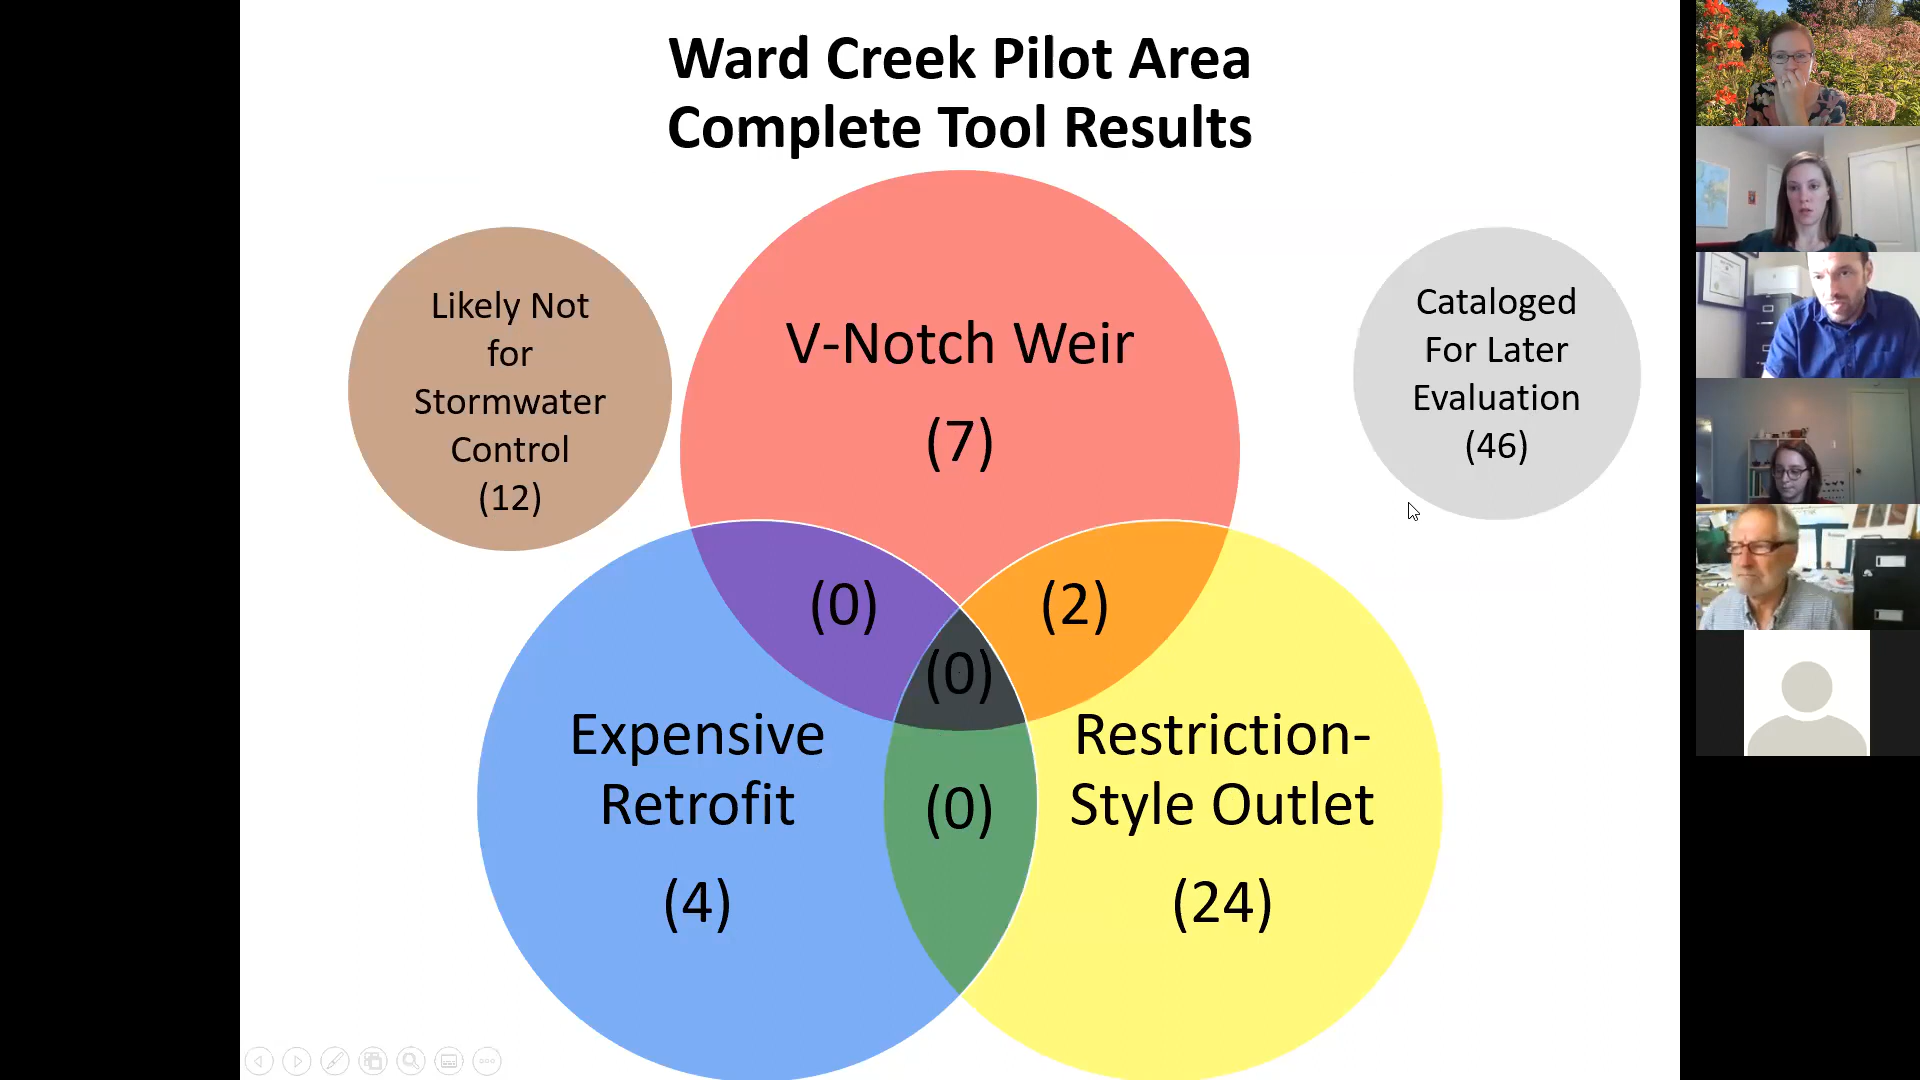 Ward Creek Pilot Area
Complete Tool Results
Likely Not
for
Stormwater
Control
(12)
V-Notch Weir
(7)
Cataloged
For Later
Evaluation
(46)
(0)
(2)
(0)
Expensive
Retrofit
(4)
(0)
Restriction-
Style Outlet
(24)